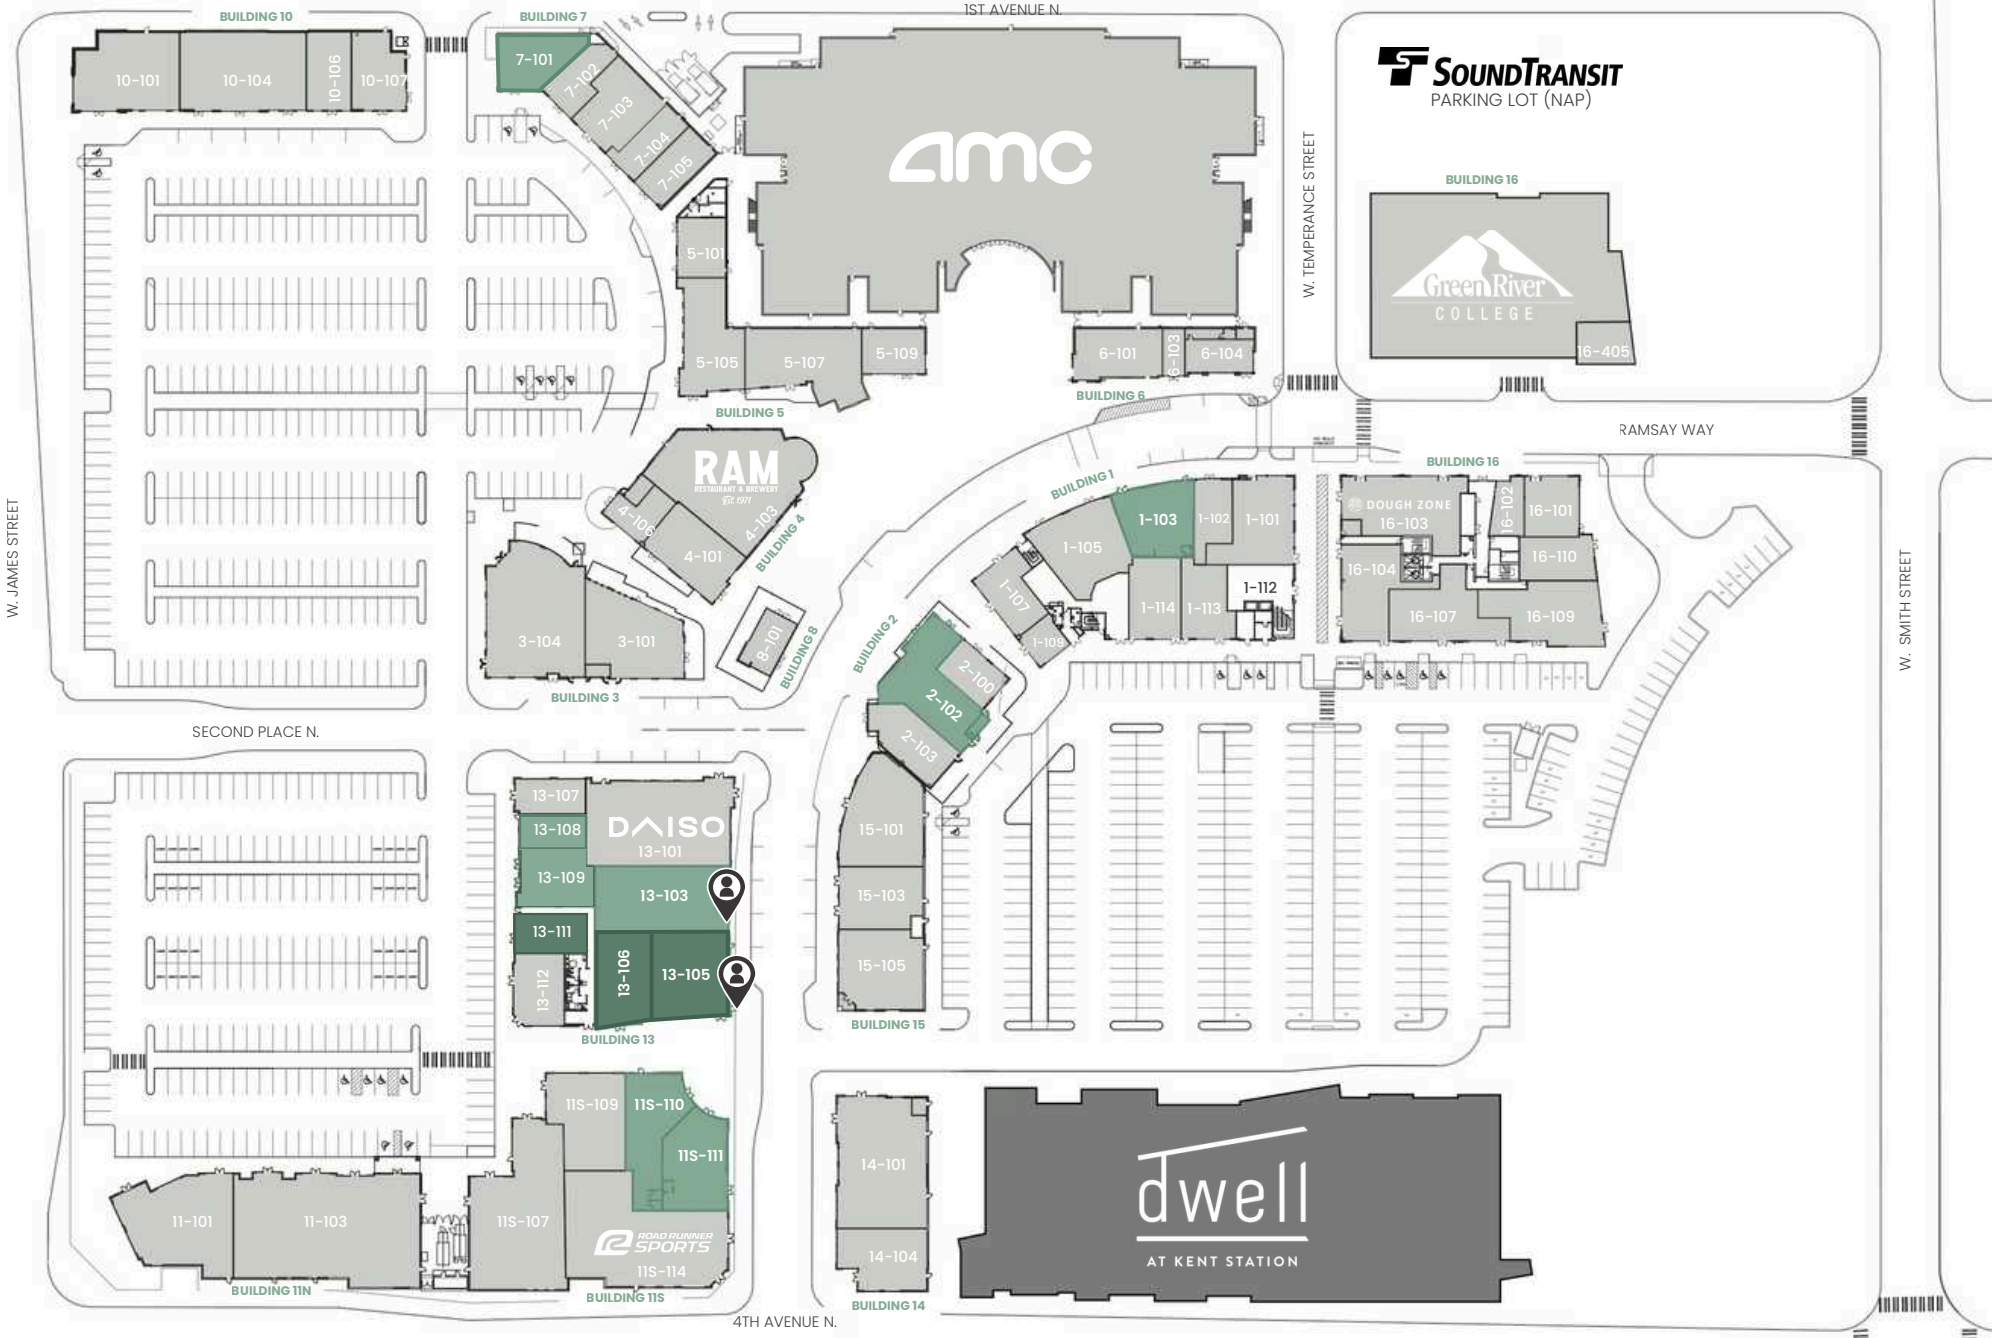 BUILDING 10
BUILDING 7
1ST AVENUE N.
10-101
10-104
10-106
10-107
7-101
7-102
7-103
7-104
7-105
amc
SOUNDTRANSIT
PARKING LOT (NAP)
W. TEMPERANCE STREET
BUILDING 16
Green River
COLLEGE
16-405
5-101
5-105
5-107
5-109
BUILDING 5
6-101
6-103
6-104
BUILDING 6
RAMSAY WAY
W. JAMES STREET
W. SMITH STREET
RAM
RESTAURANT & BREWERY
Est. 1971
4-106
4-103
4-101
BUILDING 4
3-104
3-101
BUILDING 3
8-101
BUILDING 8
BUILDING 1
1-105
1-103
1-102
1-101
1-107
1-109
1-114
1-113
1-112
BUILDING 16
DOUGH ZONE
16-103
16-102
16-101
16-104
16-110
16-107
16-109
BUILDING 2
2-100
2-102
2-103
SECOND PLACE N.
13-107
13-108
DAISO
13-101
13-109
13-103
13-111
13-106
13-105
13-112
BUILDING 13
15-101
15-103
15-105
BUILDING 15
11S-109
11S-110
11S-111
11-101
11-103
11S-107
ROAD RUNNER
SPORTS
11S-114
BUILDING 11N
BUILDING 11S
14-101
14-104
BUILDING 14
dwell
AT KENT STATION
4TH AVENUE N.